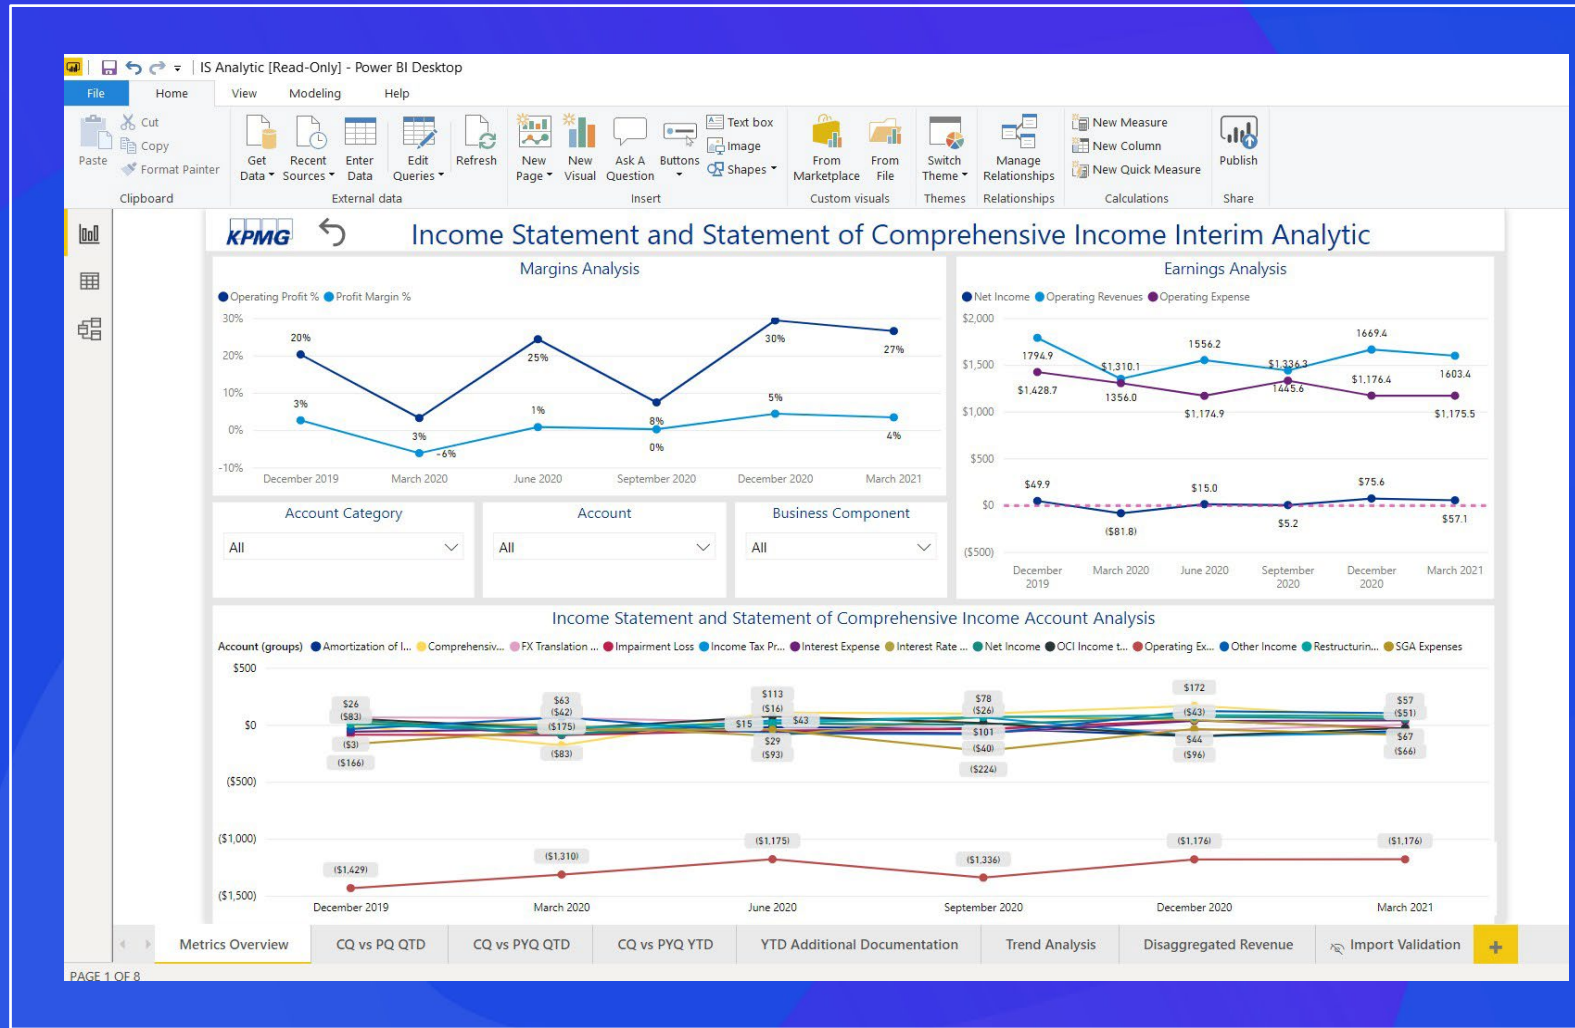 IS Analytic [Read-Only] - Power BI Desktop
File Home View Modeling Help
Paste
Cut
Copy
Format Painter
Clipboard
Get Data
Recent Sources
Enter Data
Edit Queries
Refresh
External data
New Page
New Visual
Ask A Question
Buttons
Text box
Image
Shapes
Insert
From Marketplace
From File
Custom visuals
Switch Theme
Themes
Manage Relationships
Relationships
New Measure
New Column
New Quick Measure
Calculations
Publish
Share
KPMG
Income Statement and Statement of Comprehensive Income Interim Analytic
Margins Analysis
Operating Profit % Profit Margin %
30%
20%
10%
0%
-10%
20% 3% 25% 8% 30% 27%
3% -6% 1% 0% 5% 4%
December 2019 March 2020 June 2020 September 2020 December 2020 March 2021
Earnings Analysis
Net Income Operating Revenues Operating Expense
$2,000
$1,500
$1,000
$500
$0
($500)
1794.9 1356.0 1556.2 1445.6 1669.4 1603.4
$1,428.7 $1,310.1 $1,174.9 $1,336.3 $1,176.4 $1,175.5
$49.9 ($81.8) $15.0 $5.2 $75.6 $57.1
December 2019 March 2020 June 2020 September 2020 December 2020 March 2021
Account Category
All
Account
All
Business Component
All
Income Statement and Statement of Comprehensive Income Account Analysis
Account (groups) Amortization of I... Comprehensiv... FX Translation ... Impairment Loss Income Tax Pr... Interest Expense Interest Rate ... Net Income OCI Income t... Operating Ex... Other Income Restructurin... SGA Expenses
$500
$0
($500)
($1,000)
($1,500)
$26 ($83) ($3) ($166)
$63 ($42) ($175) ($83)
$113 ($16) $15 $43 $29 ($93)
$78 ($26) $101 ($40) ($224)
$172 ($43) $44 ($96)
$57 ($51) $67 ($66)
($1,429) ($1,310) ($1,175) ($1,336) ($1,176) ($1,176)
December 2019 March 2020 June 2020 September 2020 December 2020 March 2021
Metrics Overview CQ vs PQ QTD CQ vs PYQ QTD CQ vs PYQ YTD YTD Additional Documentation Trend Analysis Disaggregated Revenue Import Validation
PAGE 1 OF 8